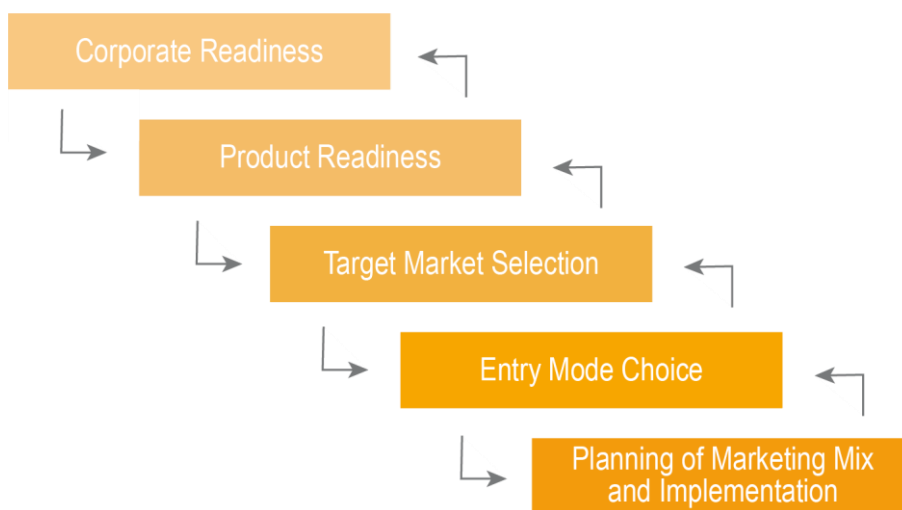 Corporate Readiness
Product Readiness
Target Market Selection
Entry Mode Choice
Planning of Marketing Mix
and Implementation